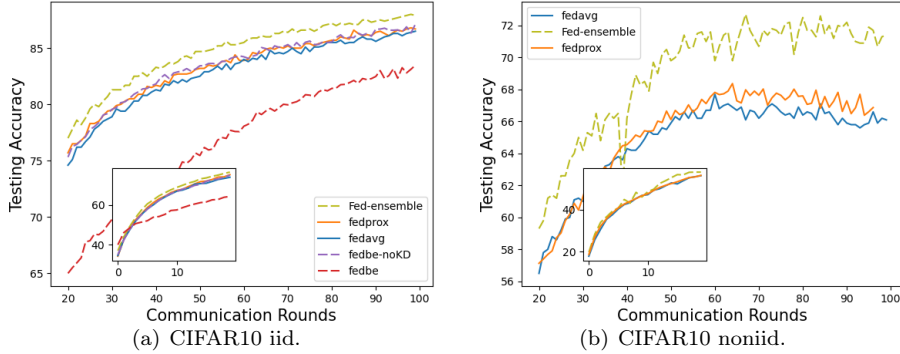 85
80
75
70
65
Testing Accuracy
60
40
0
10
Fed-ensemble
fedprox
fedavg
fedbe-noKD
fedbe
20 30 40 50 60 70 80 90 100
Communication Rounds
(a) CIFAR10 iid.
72
70
68
66
64
62
60
58
56
Testing Accuracy
fedavg
Fed-ensemble
fedprox
40
20
0
10
20 30 40 50 60 70 80 90 100
Communication Rounds
(b) CIFAR10 noniid.